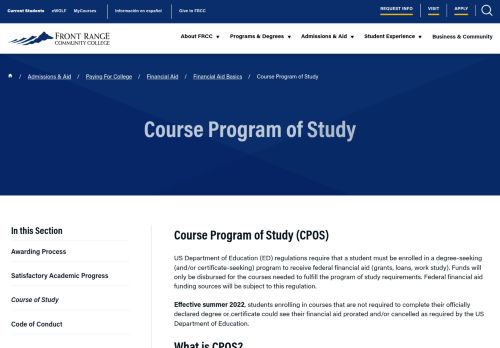 Current Students eWOLF MyCourses Información en español Give to FRCC REQUEST INFO VISIT APPLY
FRONT RANGE
COMMUNITY COLLEGE
About FRCC Programs & Degrees Admissions & Aid Student Experience Business & Community
/ Admissions & Aid / Paying For College / Financial Aid / Financial Aid Basics / Course Program of Study
Course Program of Study
In this Section
Awarding Process
Satisfactory Academic Progress
Course of Study
Code of Conduct
Course Program of Study (CPOS)
US Department of Education (ED) regulations require that a student must be enrolled in a degree-seeking
(and/or certificate-seeking) program to receive federal financial aid (grants, loans, work study). Funds will
only be disbursed for the courses needed to fulfill the program of study requirements. Federal financial aid
funding sources will be subject to this regulation.
Effective summer 2022, students enrolling in courses that are not required to complete their officially
declared degree or certificate could see their financial aid prorated and/or cancelled as required by the US
Department of Education.
What is CPOS?